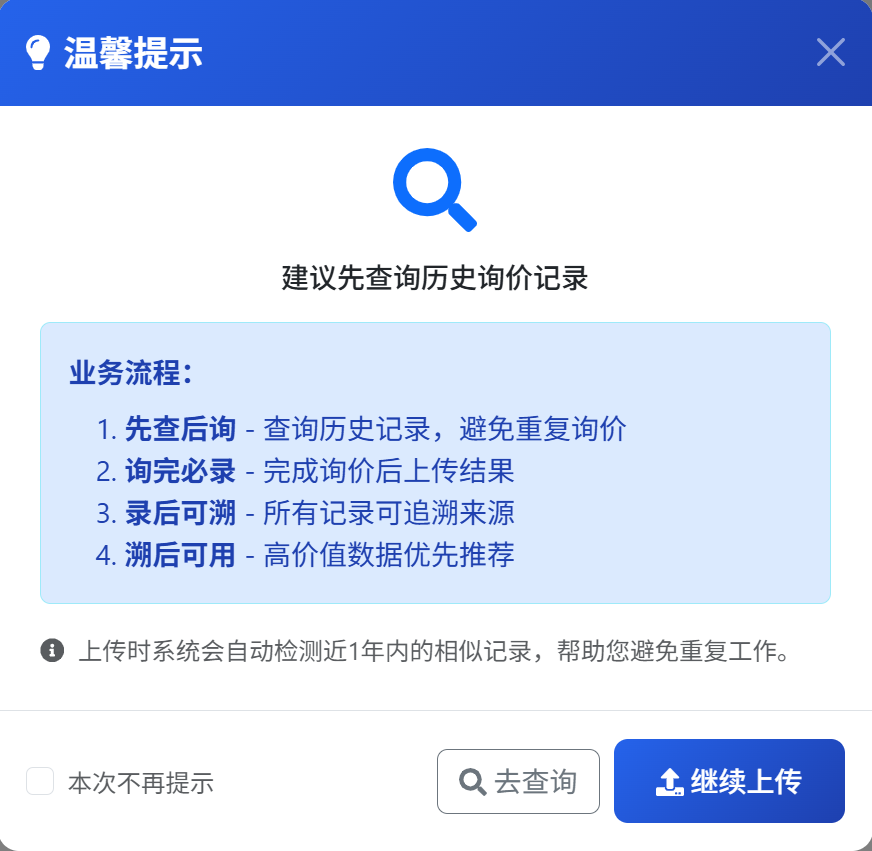 温馨提示
建议先查询历史询价记录
业务流程：
1. 先查后询 - 查询历史记录，避免重复询价
2. 询完必录 - 完成询价后上传结果
3. 录后可溯 - 所有记录可追溯来源
4. 溯后可用 - 高价值数据优先推荐
上传时系统会自动检测近1年内的相似记录，帮助您避免重复工作。
本次不再提示
去查询
继续上传